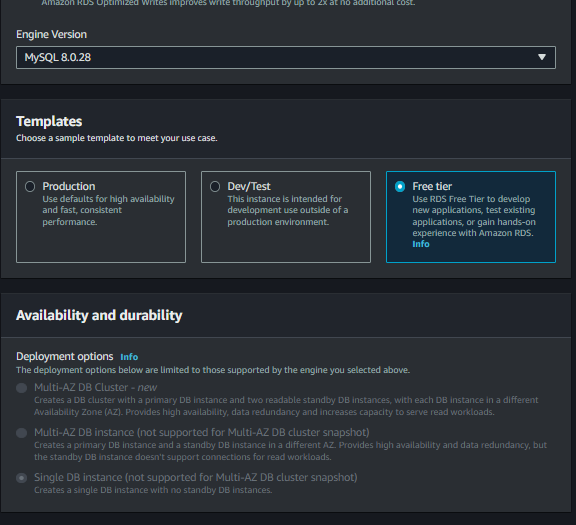 Amazon RDS Optimized Writes improves write throughput by up to 2x at no additional cost.
Engine Version
MySQL 8.0.28
Templates
Choose a sample template to meet your use case.
Production
Use defaults for high availability
and fast, consistent
performance.
Dev/Test
This instance is intended for
development use outside of a
production environment.
Free tier
Use RDS Free Tier to develop
new applications, test existing
applications, or gain hands-on
experience with Amazon RDS.
Info
Availability and durability
Deployment options Info
The deployment options below are limited to those supported by the engine you selected above.
Multi-AZ DB Cluster - new
Creates a DB cluster with a primary DB instance and two readable standby DB instances, with each DB instance in a different
Availability Zone (AZ). Provides high availability, data redundancy and increases capacity to serve read workloads.
Multi-AZ DB instance (not supported for Multi-AZ DB cluster snapshot)
Creates a primary DB instance and a standby DB instance in a different AZ. Provides high availability and data redundancy, but
the standby DB instance doesn't support connections for read workloads.
Single DB instance (not supported for Multi-AZ DB cluster snapshot)
Creates a single DB instance with no standby DB instances.